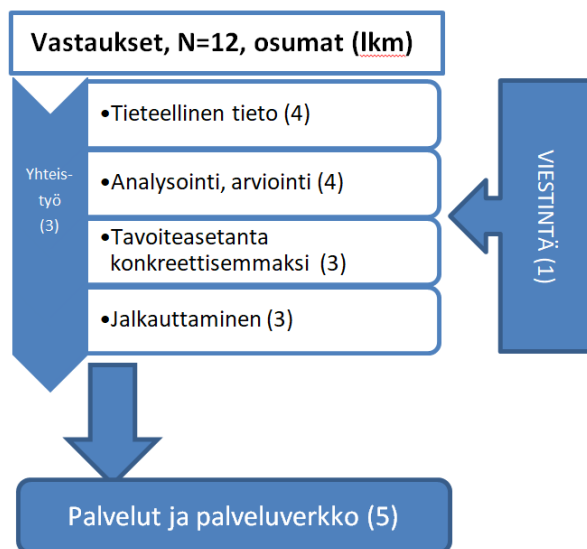 Vastaukset, N=12, osumat (lkm)
Yhteis-
työ
(3)
•Tieteellinen tieto (4)
•Analysointi, arviointi (4)
•Tavoiteasetanta
konkreettisemmaksi (3)
•Jalkauttaminen (3)
VIESTINTÄ (1)
Palvelut ja palveluverkko (5)